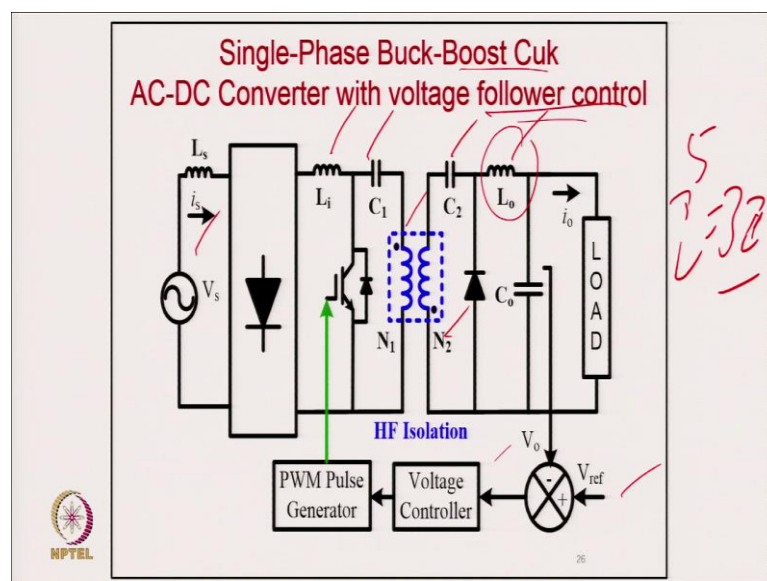 Single-Phase Buck-Boost Cuk
AC-DC Converter with voltage follower control
Ls
is
Vs
Li
C1
C2
Lo
io
Co
LOAD
N1
N2
HF Isolation
Vo
Vref
-
+
PWM Pulse
Generator
Voltage
Controller
NPTEL
26